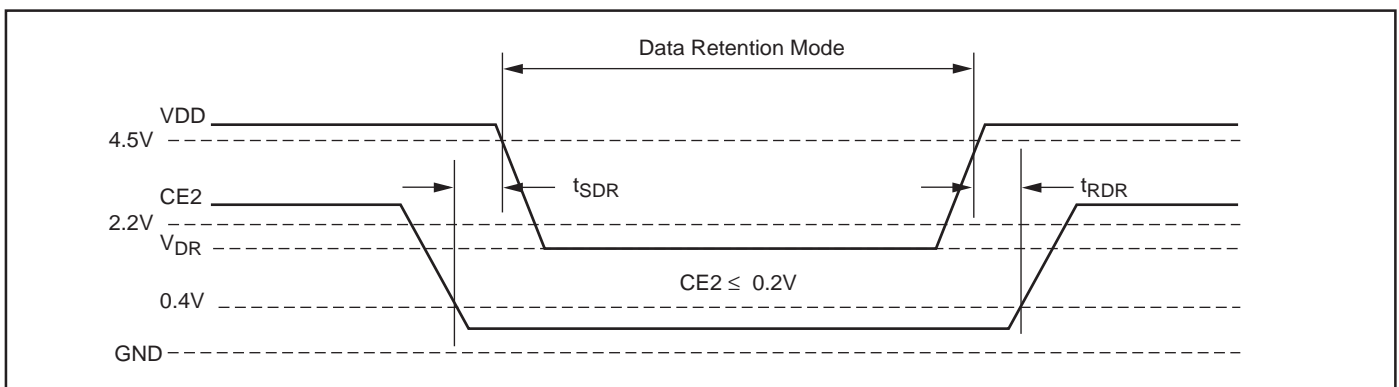 Data Retention Mode
VDD
4.5V
tSDR
tRDR
CE2
2.2V
VDR
CE2 ≤ 0.2V
0.4V
GND